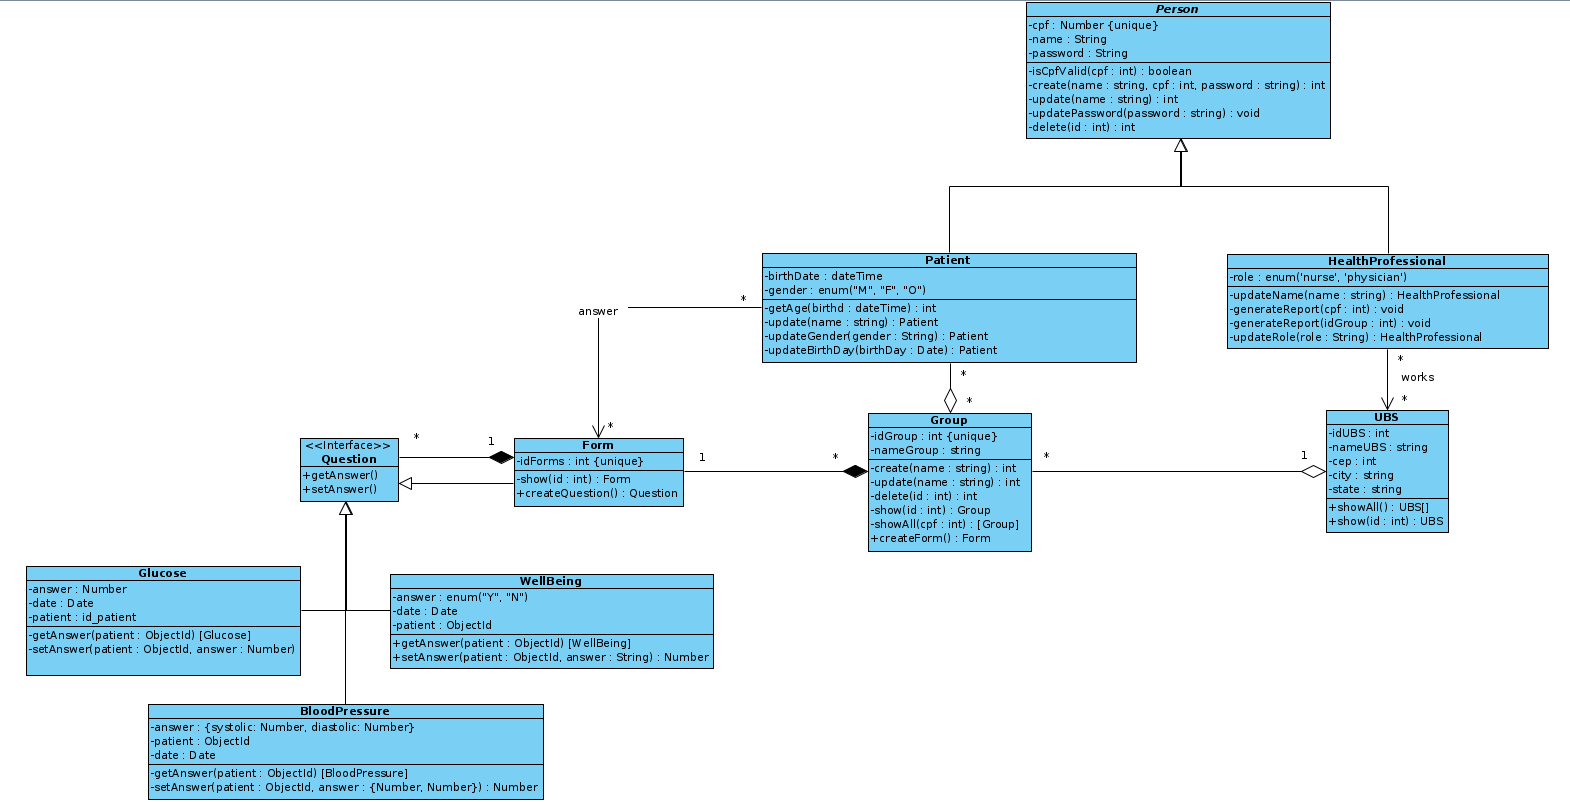 Person
-cpf : Number {unique}
-name : String
-password : String
-isCpfValid(cpf : int) : boolean
-create(name : string, cpf : int, password : string) : int
-update(name : string) : int
-updatePassword(password : string) : void
-delete(id : int) : int
Patient
-birthDate : dateTime
-gender : enum("M", "F", "O")
-getAge(birthd : dateTime) : int
-update(name : string) : Patient
-updateGender(gender : String) : Patient
-updateBirthDay(birthDay : Date) : Patient
HealthProfessional
-role : enum('nurse', 'physician')
-updateName(name : string) : HealthProfessional
-generateReport(cpf : int) : void
-generateReport(idGroup : int) : void
-updateRole(role : String) : HealthProfessional
*
answer
*
*
*
*
works
*
<<Interface>>
Question
+getAnswer()
+setAnswer()
*
1
Form
-idForms : int {unique}
-show(id : int) : Form
+createQuestion() : Question
1
*
Group
-idGroup : int {unique}
-nameGroup : string
-create(name : string) : int
-update(name : string) : int
-delete(id : int) : int
-show(id : int) : Group
-showAll(cpf : int) : [Group]
+createForm() : Form
*
1
UBS
-idUBS : int
-nameUBS : string
-cep : int
-city : string
-state : string
+showAll() : UBS[]
+show(id : int) : UBS
Glucose
-answer : Number
-date : Date
-patient : id_patient
-getAnswer(patient : ObjectId) [Glucose]
-setAnswer(patient : ObjectId, answer : Number)
WellBeing
-answer : enum("Y", "N")
-date : Date
-patient : ObjectId
+getAnswer(patient : ObjectId) [WellBeing]
+setAnswer(patient : ObjectId, answer : String) : Number
BloodPressure
-answer : {systolic: Number, diastolic: Number}
-patient : ObjectId
-date : Date
-getAnswer(patient : ObjectId) [BloodPressure]
-setAnswer(patient : ObjectId, answer : {Number, Number}) : Number